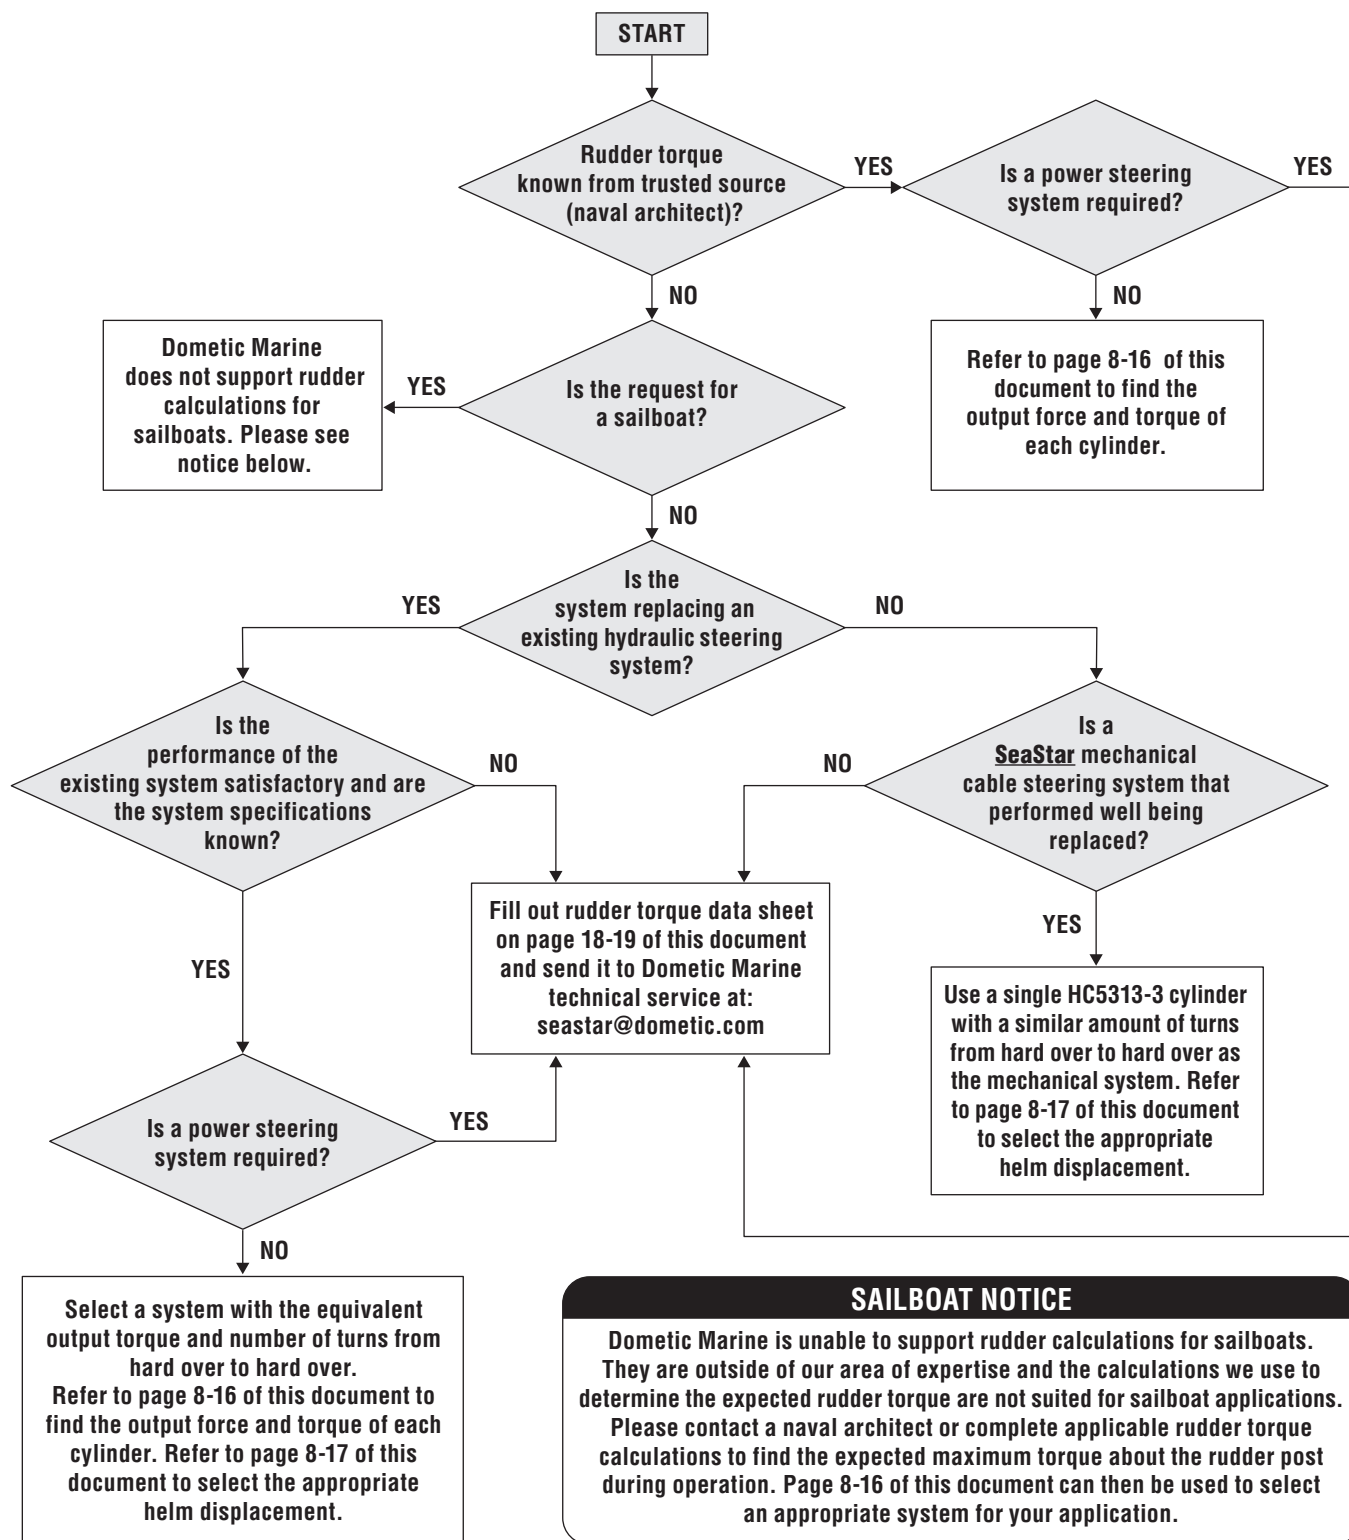 START
Rudder torque
known from trusted source
(naval architect)?
YES
Is a power steering
system required?
YES
NO
NO
Dometic Marine
does not support rudder
calculations for
sailboats. Please see
notice below.
YES
Is the request for
a sailboat?
Refer to page 8-16 of this
document to find the
output force and torque of
each cylinder.
NO
Is the
system replacing an
existing hydraulic steering
system?
YES
NO
Is the
performance of the
existing system satisfactory and are
the system specifications
known?
NO
Is a
SeaStar mechanical
cable steering system that
performed well being
replaced?
NO
YES
Fill out rudder torque data sheet
on page 18-19 of this document
and send it to Dometic Marine
technical service at:
seastar@dometic.com
YES
Use a single HC5313-3 cylinder
with a similar amount of turns
from hard over to hard over as
the mechanical system. Refer
to page 8-17 of this document
to select the appropriate
helm displacement.
Is a power steering
system required?
YES
NO
Select a system with the equivalent
output torque and number of turns from
hard over to hard over.
Refer to page 8-16 of this document to
find the output force and torque of each
cylinder. Refer to page 8-17 of this
document to select the appropriate
helm displacement.
SAILBOAT NOTICE
Dometic Marine is unable to support rudder calculations for sailboats.
They are outside of our area of expertise and the calculations we use to
determine the expected rudder torque are not suited for sailboat applications.
Please contact a naval architect or complete applicable rudder torque
calculations to find the expected maximum torque about the rudder post
during operation. Page 8-16 of this document can then be used to select
an appropriate system for your application.